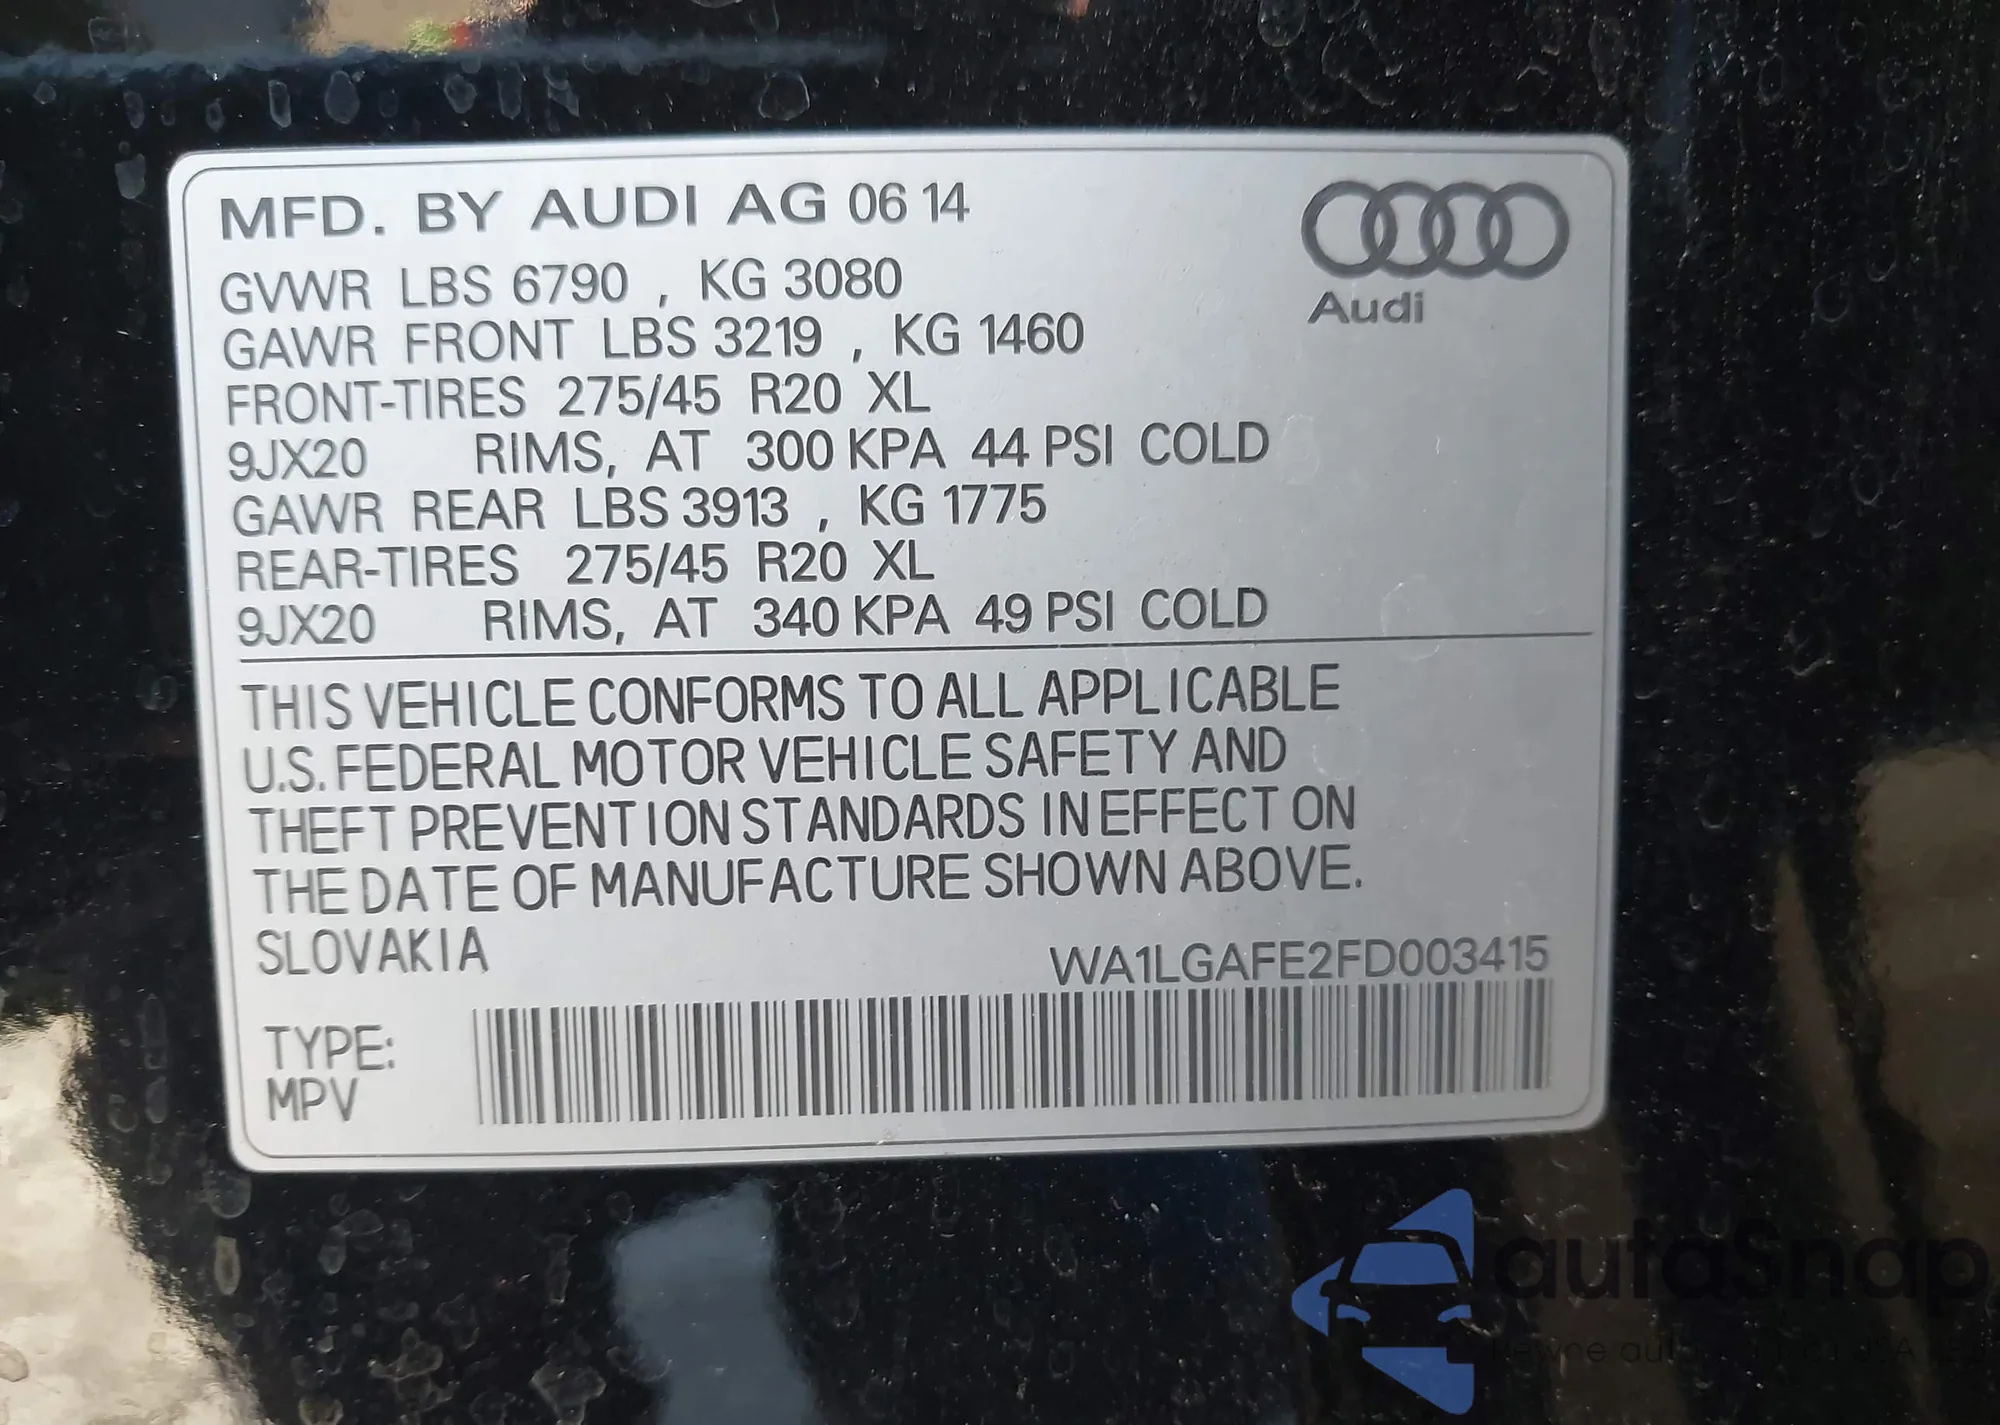 MFD. BY AUDI AG 06 14
GVWR LBS 6790 , KG 3080
GAWR FRONT LBS 3219 , KG 1460
FRONT-TIRES 275/45 R20 XL
9JX20 RIMS, AT 300 KPA 44 PSI COLD
GAWR REAR LBS 3913 , KG 1775
REAR-TIRES 275/45 R20 XL
9JX20 RIMS, AT 340 KPA 49 PSI COLD
Audi
THIS VEHICLE CONFORMS TO ALL APPLICABLE
U.S. FEDERAL MOTOR VEHICLE SAFETY AND
THEFT PREVENTION STANDARDS IN EFFECT ON
THE DATE OF MANUFACTURE SHOWN ABOVE.
SLOVAKIA
WA1LGAFE2FD003415
TYPE:
MPV
autaSnap
Pewne auta